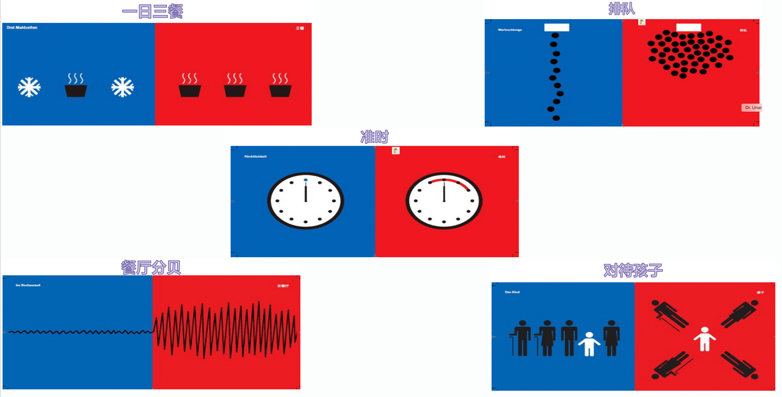 一日三餐
Drei Mahlzeiten
排队
Warteschlange
准时
Pünktlichkeit
餐厅分贝
Im Restaurant
对待孩子
Das Kind